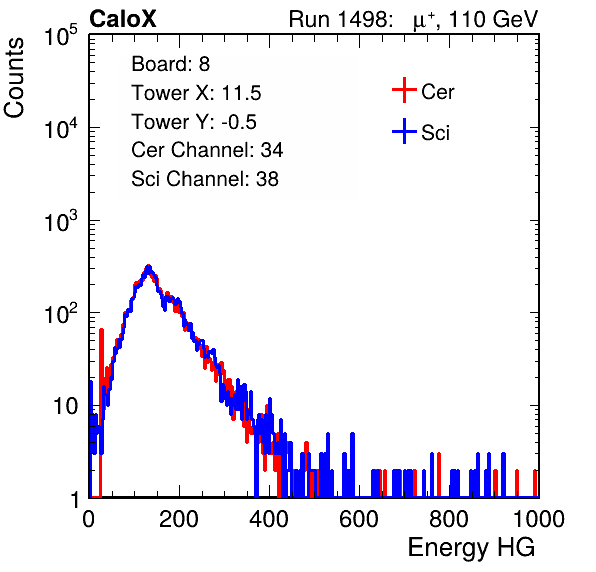 CaloX Run 1498: μ⁺, 110 GeV
Counts
Board: 8
Tower X: 11.5
Tower Y: -0.5
Cer Channel: 34
Sci Channel: 38
Cer
Sci
10⁵
10⁴
10³
10²
10
1
0 200 400 600 800 1000
Energy HG